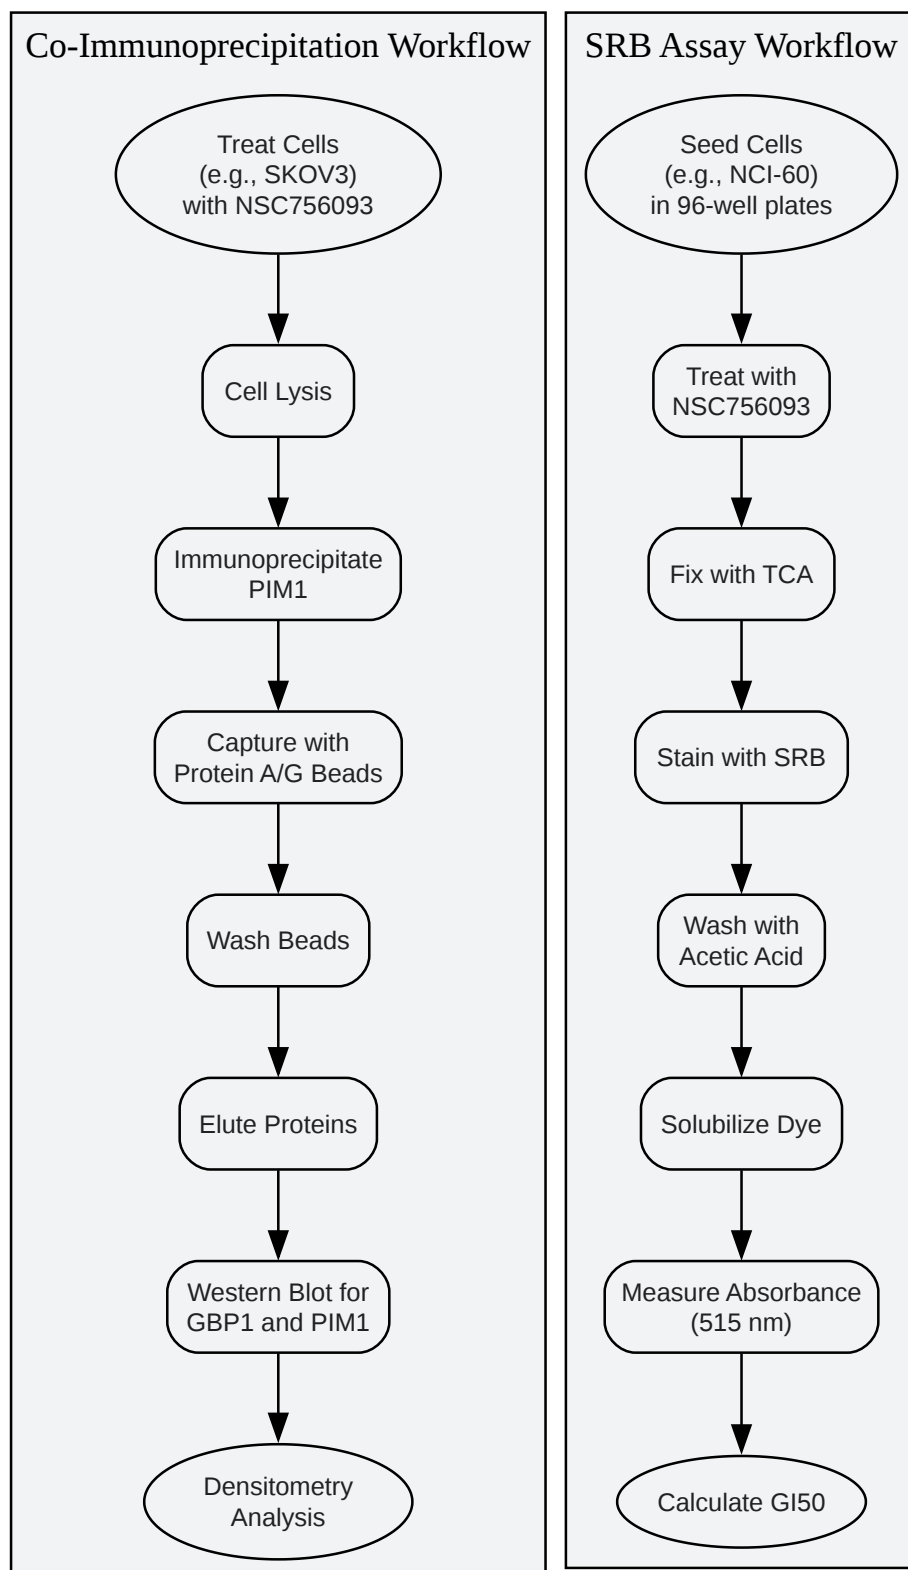 Co-Immunoprecipitation Workflow
Treat Cells
(e.g., SKOV3)
with NSC756093
Cell Lysis
Immunoprecipitate
PIM1
Capture with
Protein A/G Beads
Wash Beads
Elute Proteins
Western Blot for
GBP1 and PIM1
Densitometry
Analysis
SRB Assay Workflow
Seed Cells
(e.g., NCI-60)
in 96-well plates
Treat with
NSC756093
Fix with TCA
Stain with SRB
Wash with
Acetic Acid
Solubilize Dye
Measure Absorbance
(515 nm)
Calculate GI50